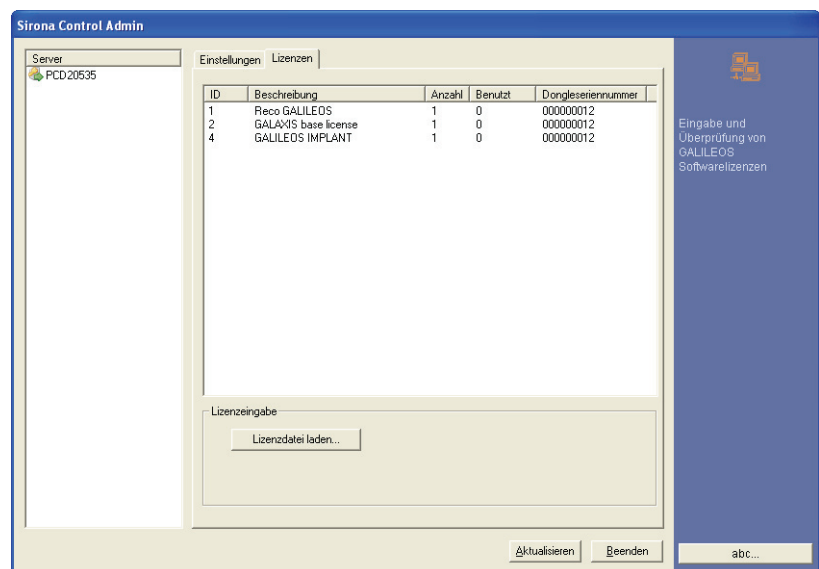 Sirona Control Admin
Server
PCD20535
Einstellungen Lizenzen
ID Beschreibung Anzahl Benutzt Dongleseriennummer
1 Reco GALILEOS 1 0 000000012
2 GALAXIS base license 1 0 000000012
4 GALILEOS IMPLANT 1 0 000000012
Lizenzeingabe
Lizenzdatei laden...
Aktualisieren Beenden
Eingabe und
Überprüfung von
GALILEOS
Softwarelizenzen
abc...